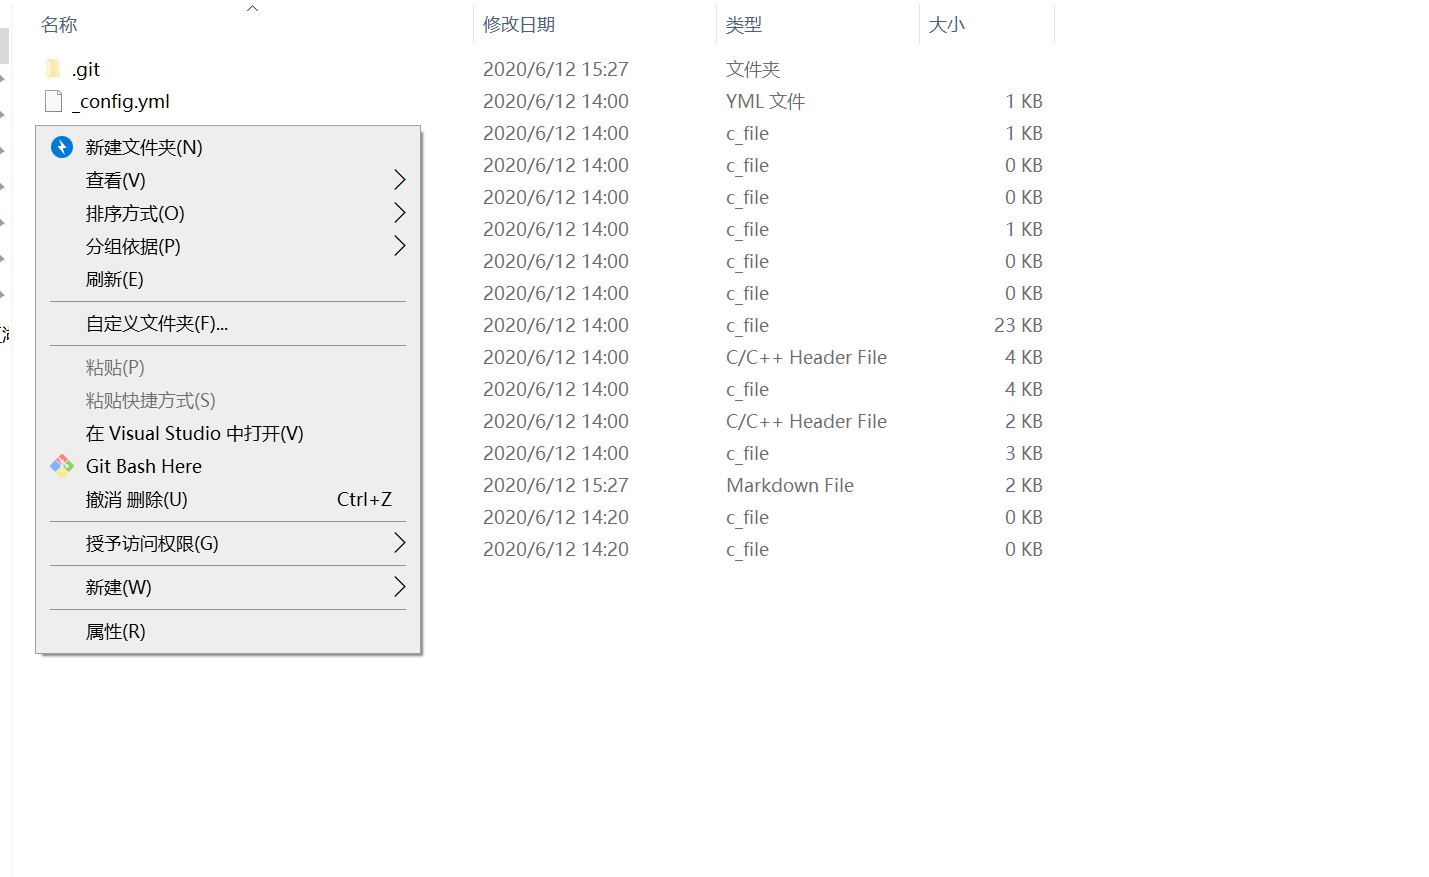 名称 修改日期 类型 大小
.git 2020/6/12 15:27 文件夹
_config.yml 2020/6/12 14:00 YML 文件 1 KB
2020/6/12 14:00 c_file 1 KB
2020/6/12 14:00 c_file 0 KB
2020/6/12 14:00 c_file 0 KB
2020/6/12 14:00 c_file 1 KB
2020/6/12 14:00 c_file 0 KB
2020/6/12 14:00 c_file 0 KB
2020/6/12 14:00 c_file 23 KB
2020/6/12 14:00 C/C++ Header File 4 KB
2020/6/12 14:00 c_file 4 KB
2020/6/12 14:00 C/C++ Header File 2 KB
2020/6/12 14:00 c_file 3 KB
2020/6/12 15:27 Markdown File 2 KB
2020/6/12 14:20 c_file 0 KB
2020/6/12 14:20 c_file 0 KB
新建文件夹(N)
查看(V)
排序方式(O)
分组依据(P)
刷新(E)
自定义文件夹(F)...
粘贴(P)
粘贴快捷方式(S)
在 Visual Studio 中打开(V)
Git Bash Here
撤消 删除(U) Ctrl+Z
授予访问权限(G)
新建(W)
属性(R)